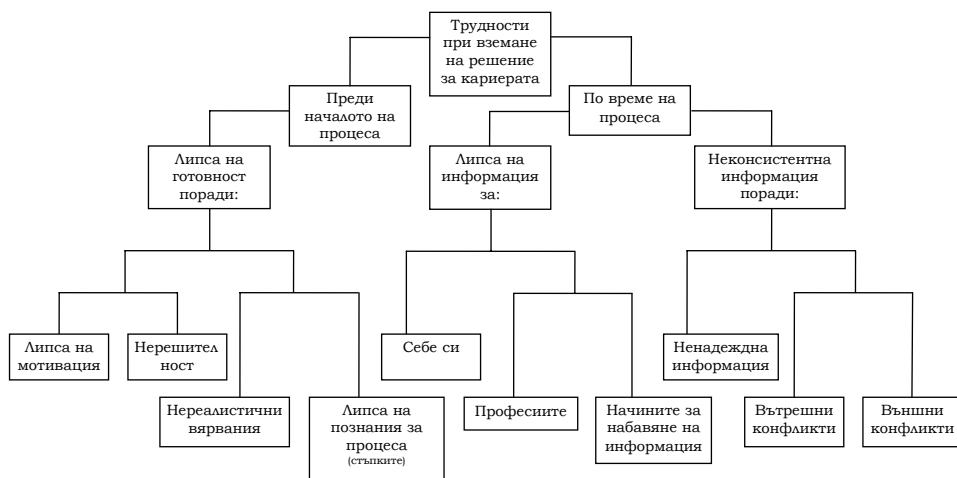 Трудности
при вземане
на решение
за кариерата
Преди
началото на
процеса
По време на
процеса
Липса на
готовност
поради:
Липса на
информация
за:
Неконсистентна
информация
поради:
Липса на
мотивация
Нерешител
ност
Себе си
Ненадеждна
информация
Нереалистични
вярвания
Липса на
познания за
процеса
(стъпките)
Професиите
Начините за
набавяне на
информация
Вътрешни
конфликти
Външни
конфликти